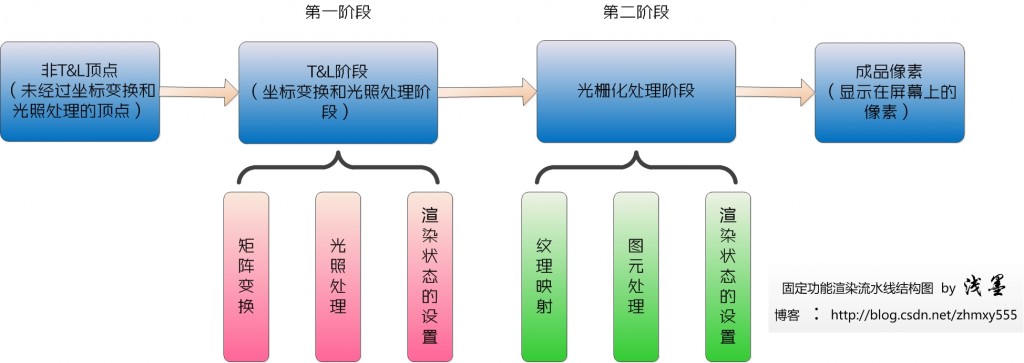 第一阶段
第二阶段
非T&L顶点
（未经过坐标变换和
光照处理的顶点）
T&L阶段
（坐标变换和光照处理阶
段）
光栅化处理阶段
成品像素
（显示在屏幕上的
像素）
矩阵变换
光照处理
渲染状态的设置
纹理映射
图元处理
渲染状态的设置
固定功能渲染流水线结构图 by 浅墨
博客 ： http://blog.csdn.net/zhmxy555